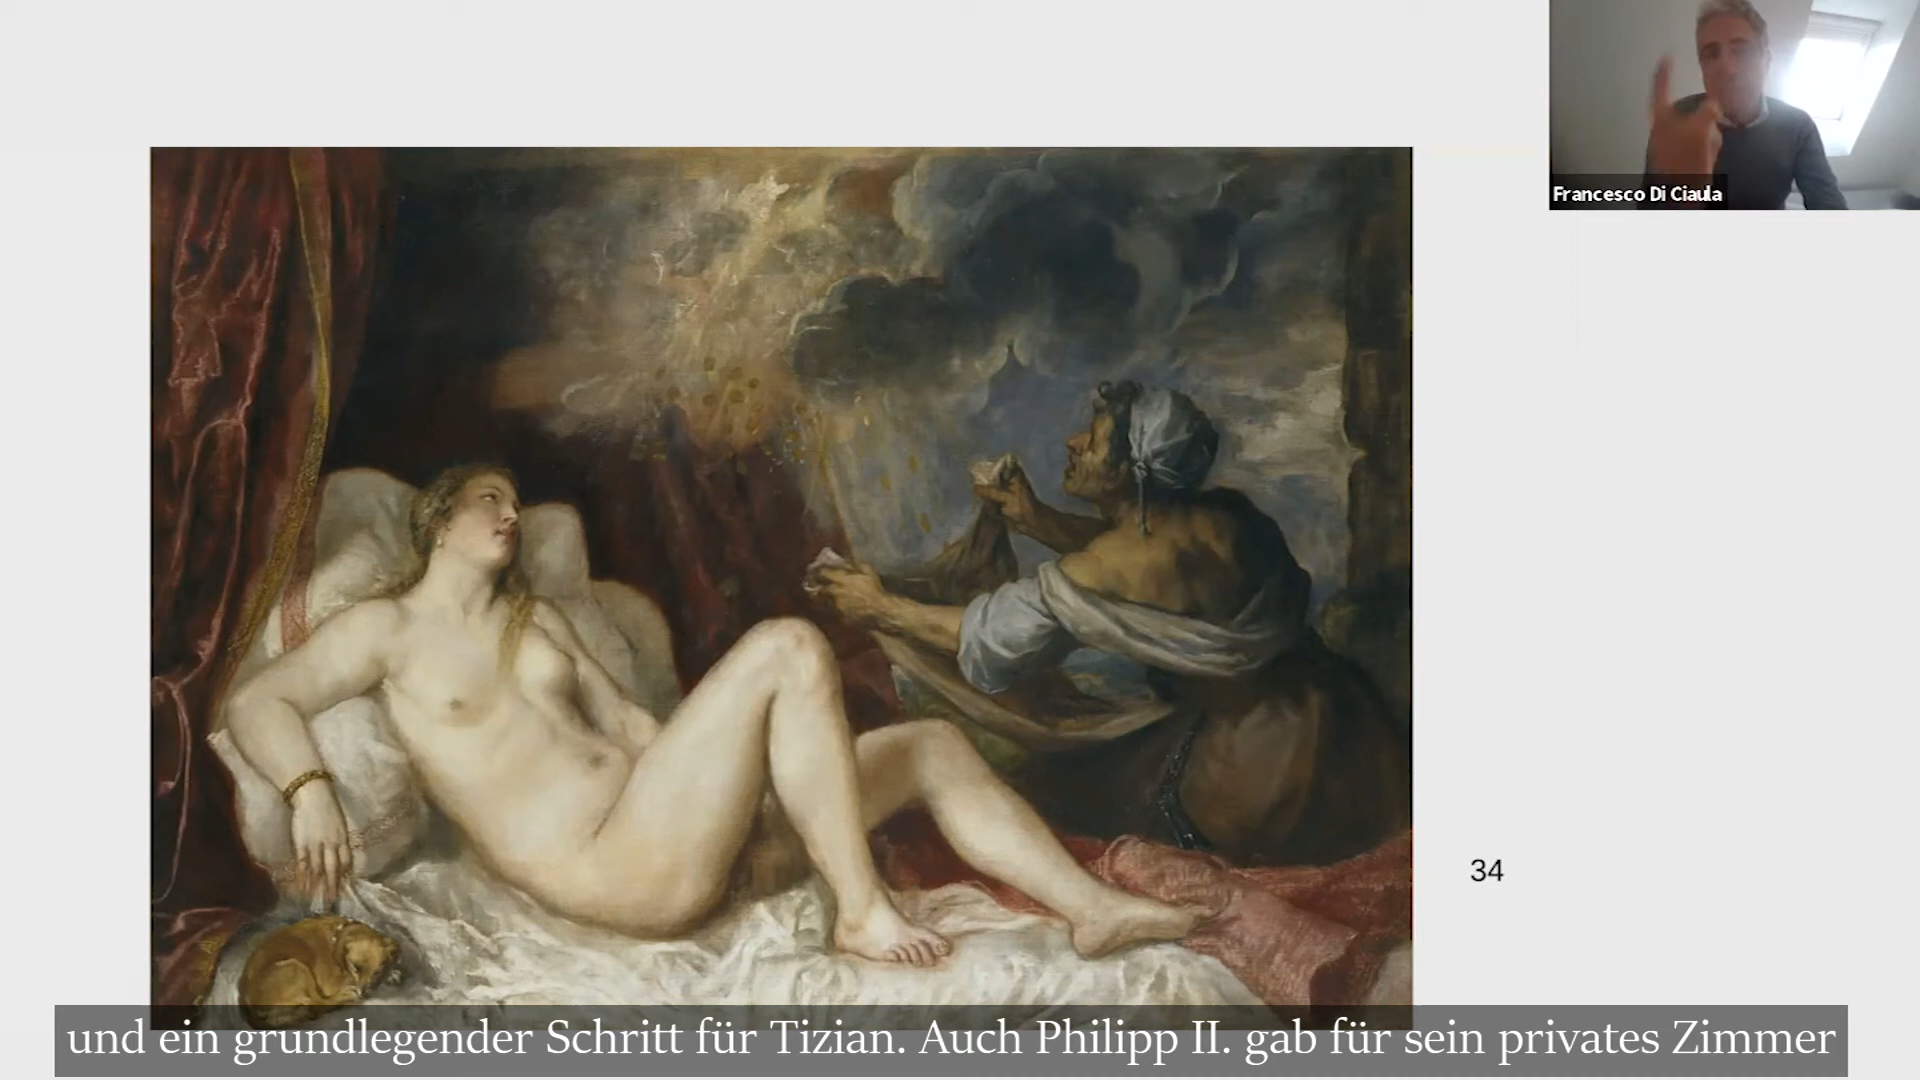 Francesco Di Ciaula
34
und ein grundlegender Schritt für Tizian. Auch Philipp II. gab für sein privates Zimmer